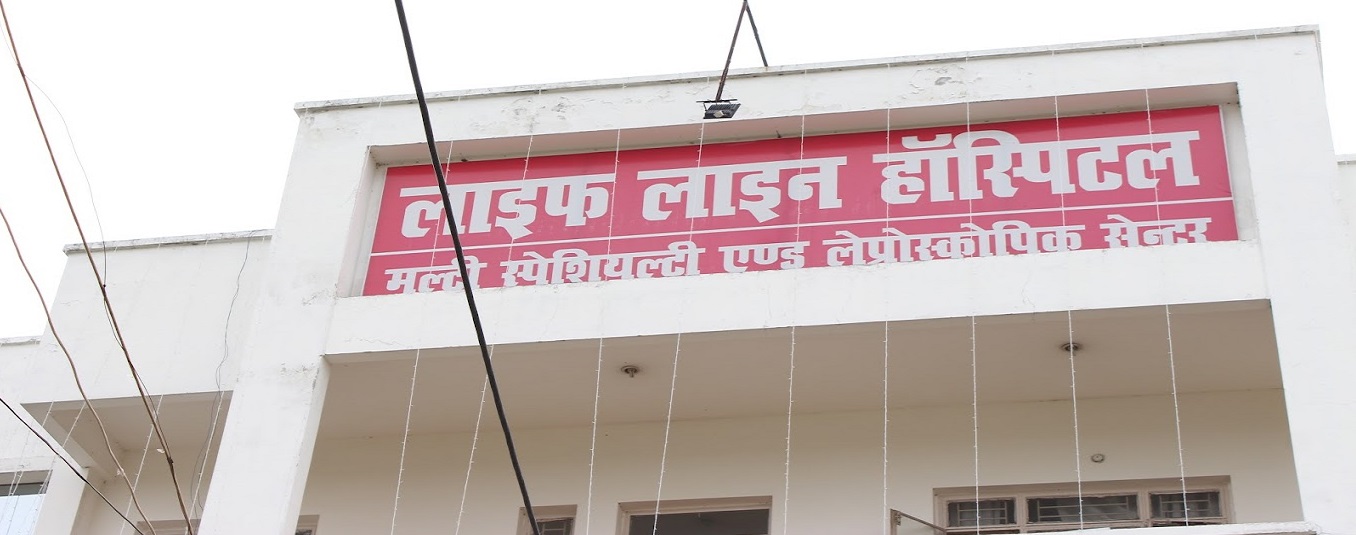 लाइफ लाइन हॉस्पिटल
मल्टी स्पेशियल्टी एण्ड लेप्रोस्कोपिक सेन्टर